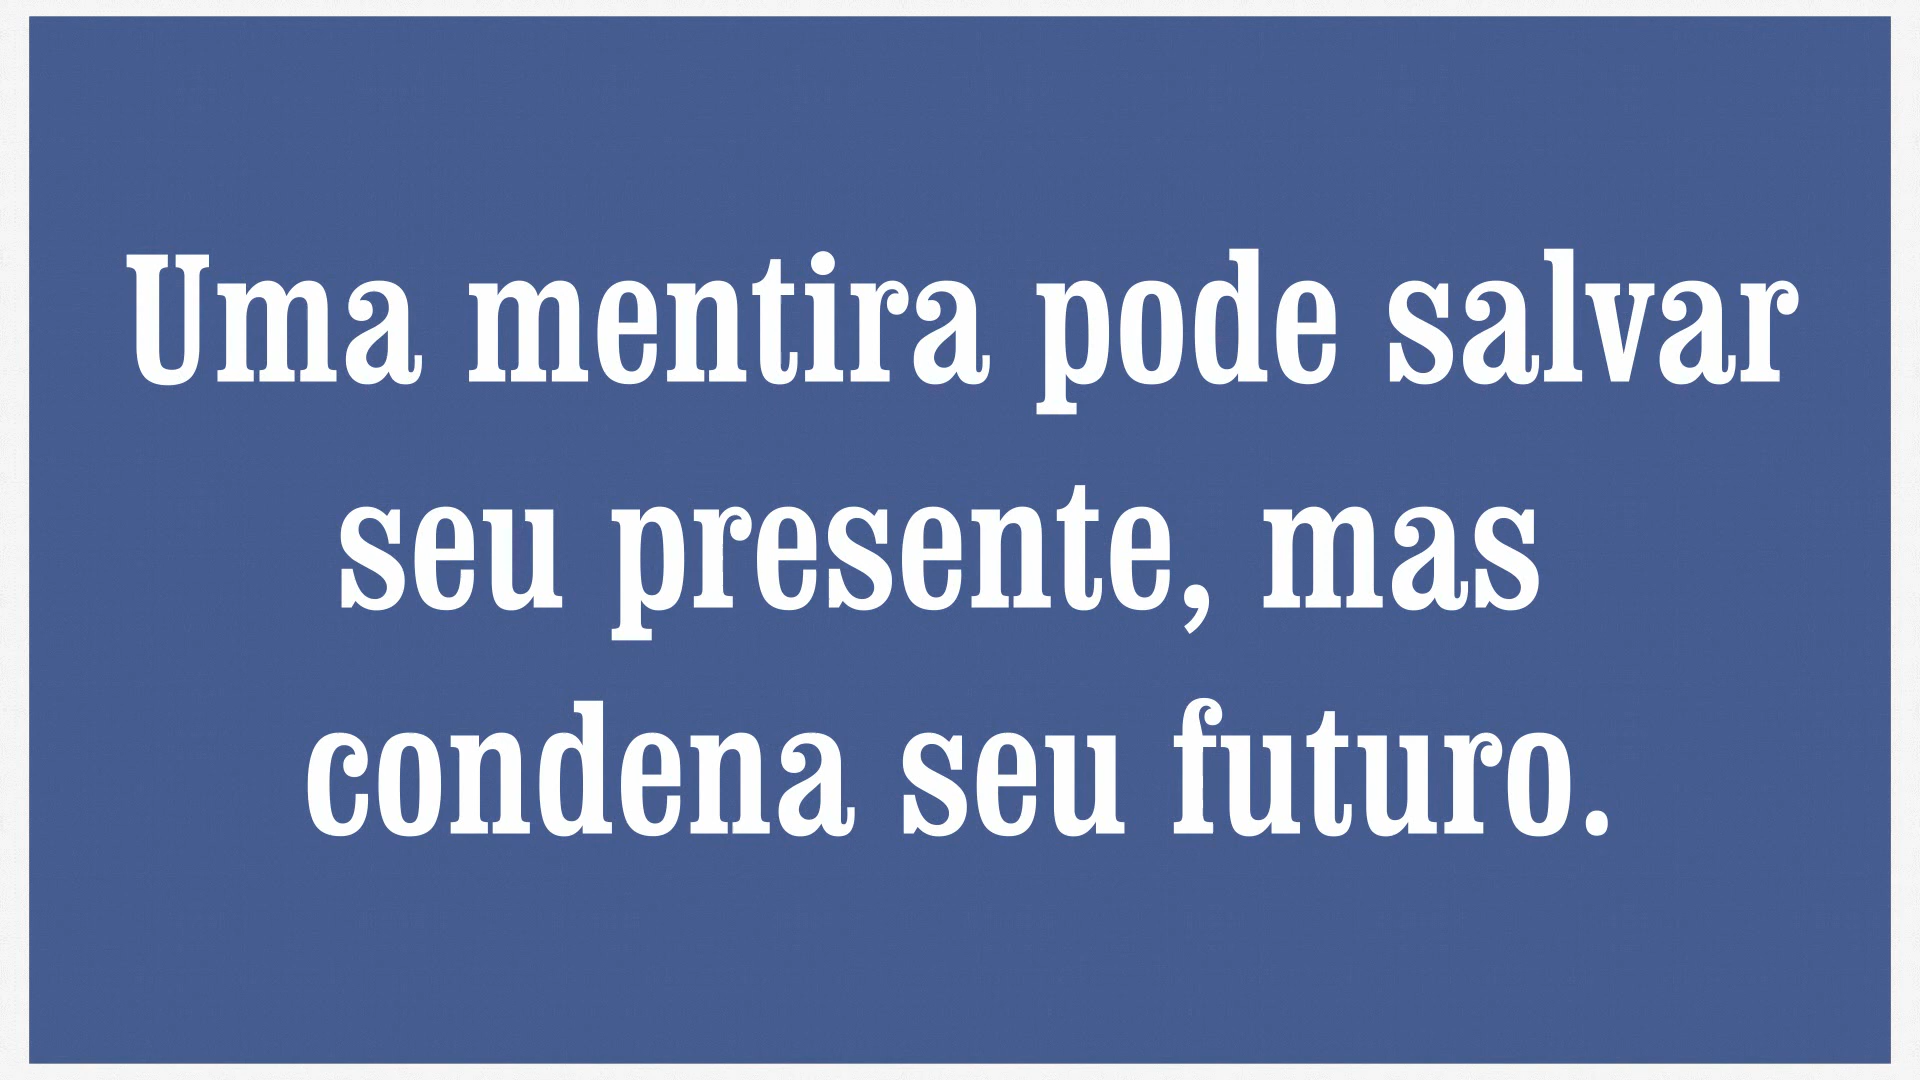 Uma mentira pode salvar
seu presente, mas
condena seu futuro.